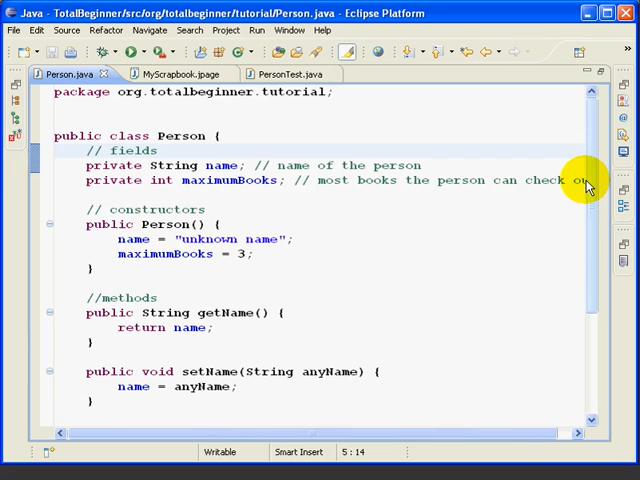 Java - TotalBeginner/src/org/totalbeginner/tutorial/Person.java - Eclipse Platform
File Edit Source Refactor Navigate Search Project Run Window Help
Person.java MyScrapbook.jpage PersonTest.java
package org.totalbeginner.tutorial;
public class Person {
// fields
private String name; // name of the person
private int maximumBooks; // most books the person can check
// constructors
public Person() {
name = "unknown name";
maximumBooks = 3;
}
//methods
public String getName() {
return name;
}
public void setName(String anyName) {
name = anyName;
}
Writable Smart Insert 5 : 14